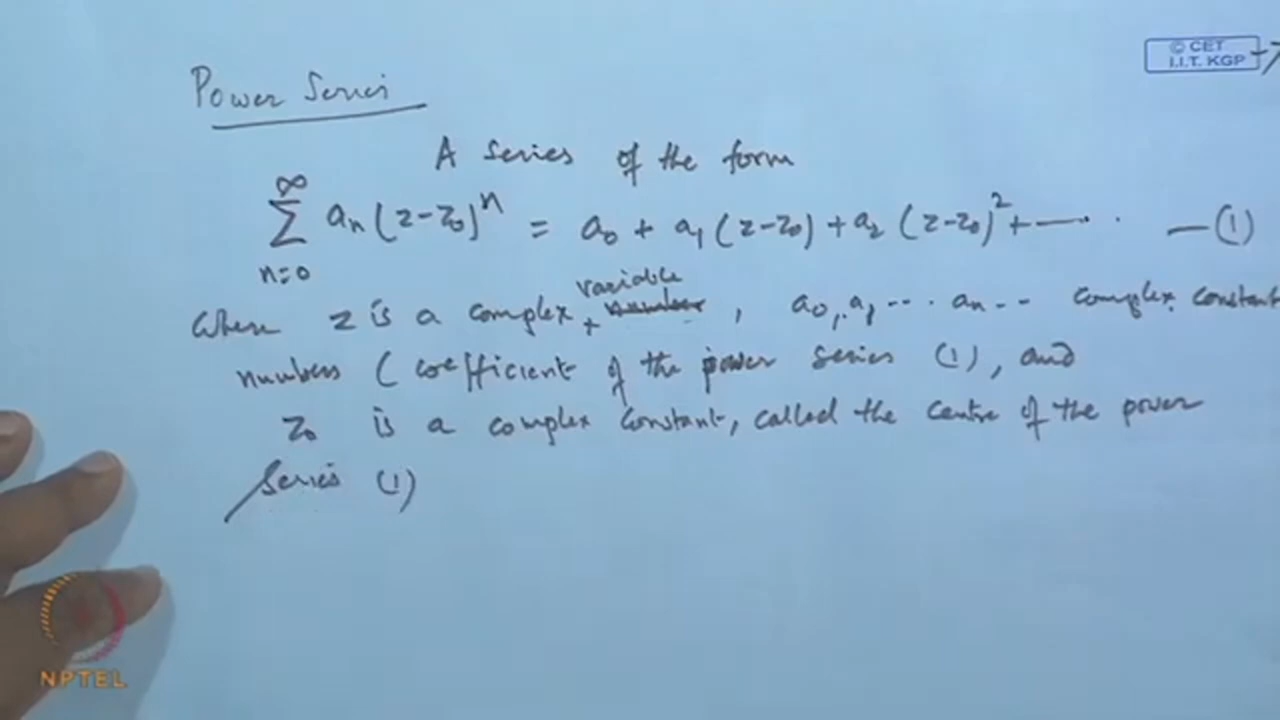 © CET
I.I.T. KGP
Power Series
A series of the form
∞
∑ an (z-z0)^n = a0 + a1 (z-z0) + a2 (z-z0)^2 + —— · · —(1)
n=0
variable
where z is a complex number, a0, a1 ... an -- complex constant
numbers (coefficient of the power series (1), and
z0 is a complex constant, called the centre of the power
series (1)
NPTEL